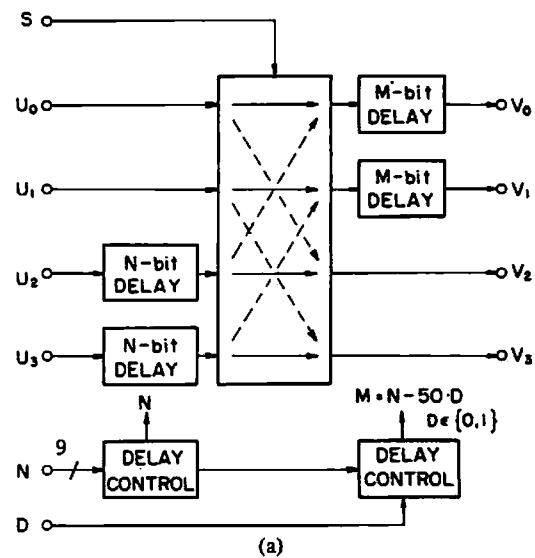 S
U₀
M-bit
DELAY
V₀
U₁
M-bit
DELAY
V₁
U₂
N-bit
DELAY
V₂
U₃
N-bit
DELAY
V₃
N
M = N-50·D
D∈{0,1}
9
N
DELAY
CONTROL
DELAY
CONTROL
D
(a)